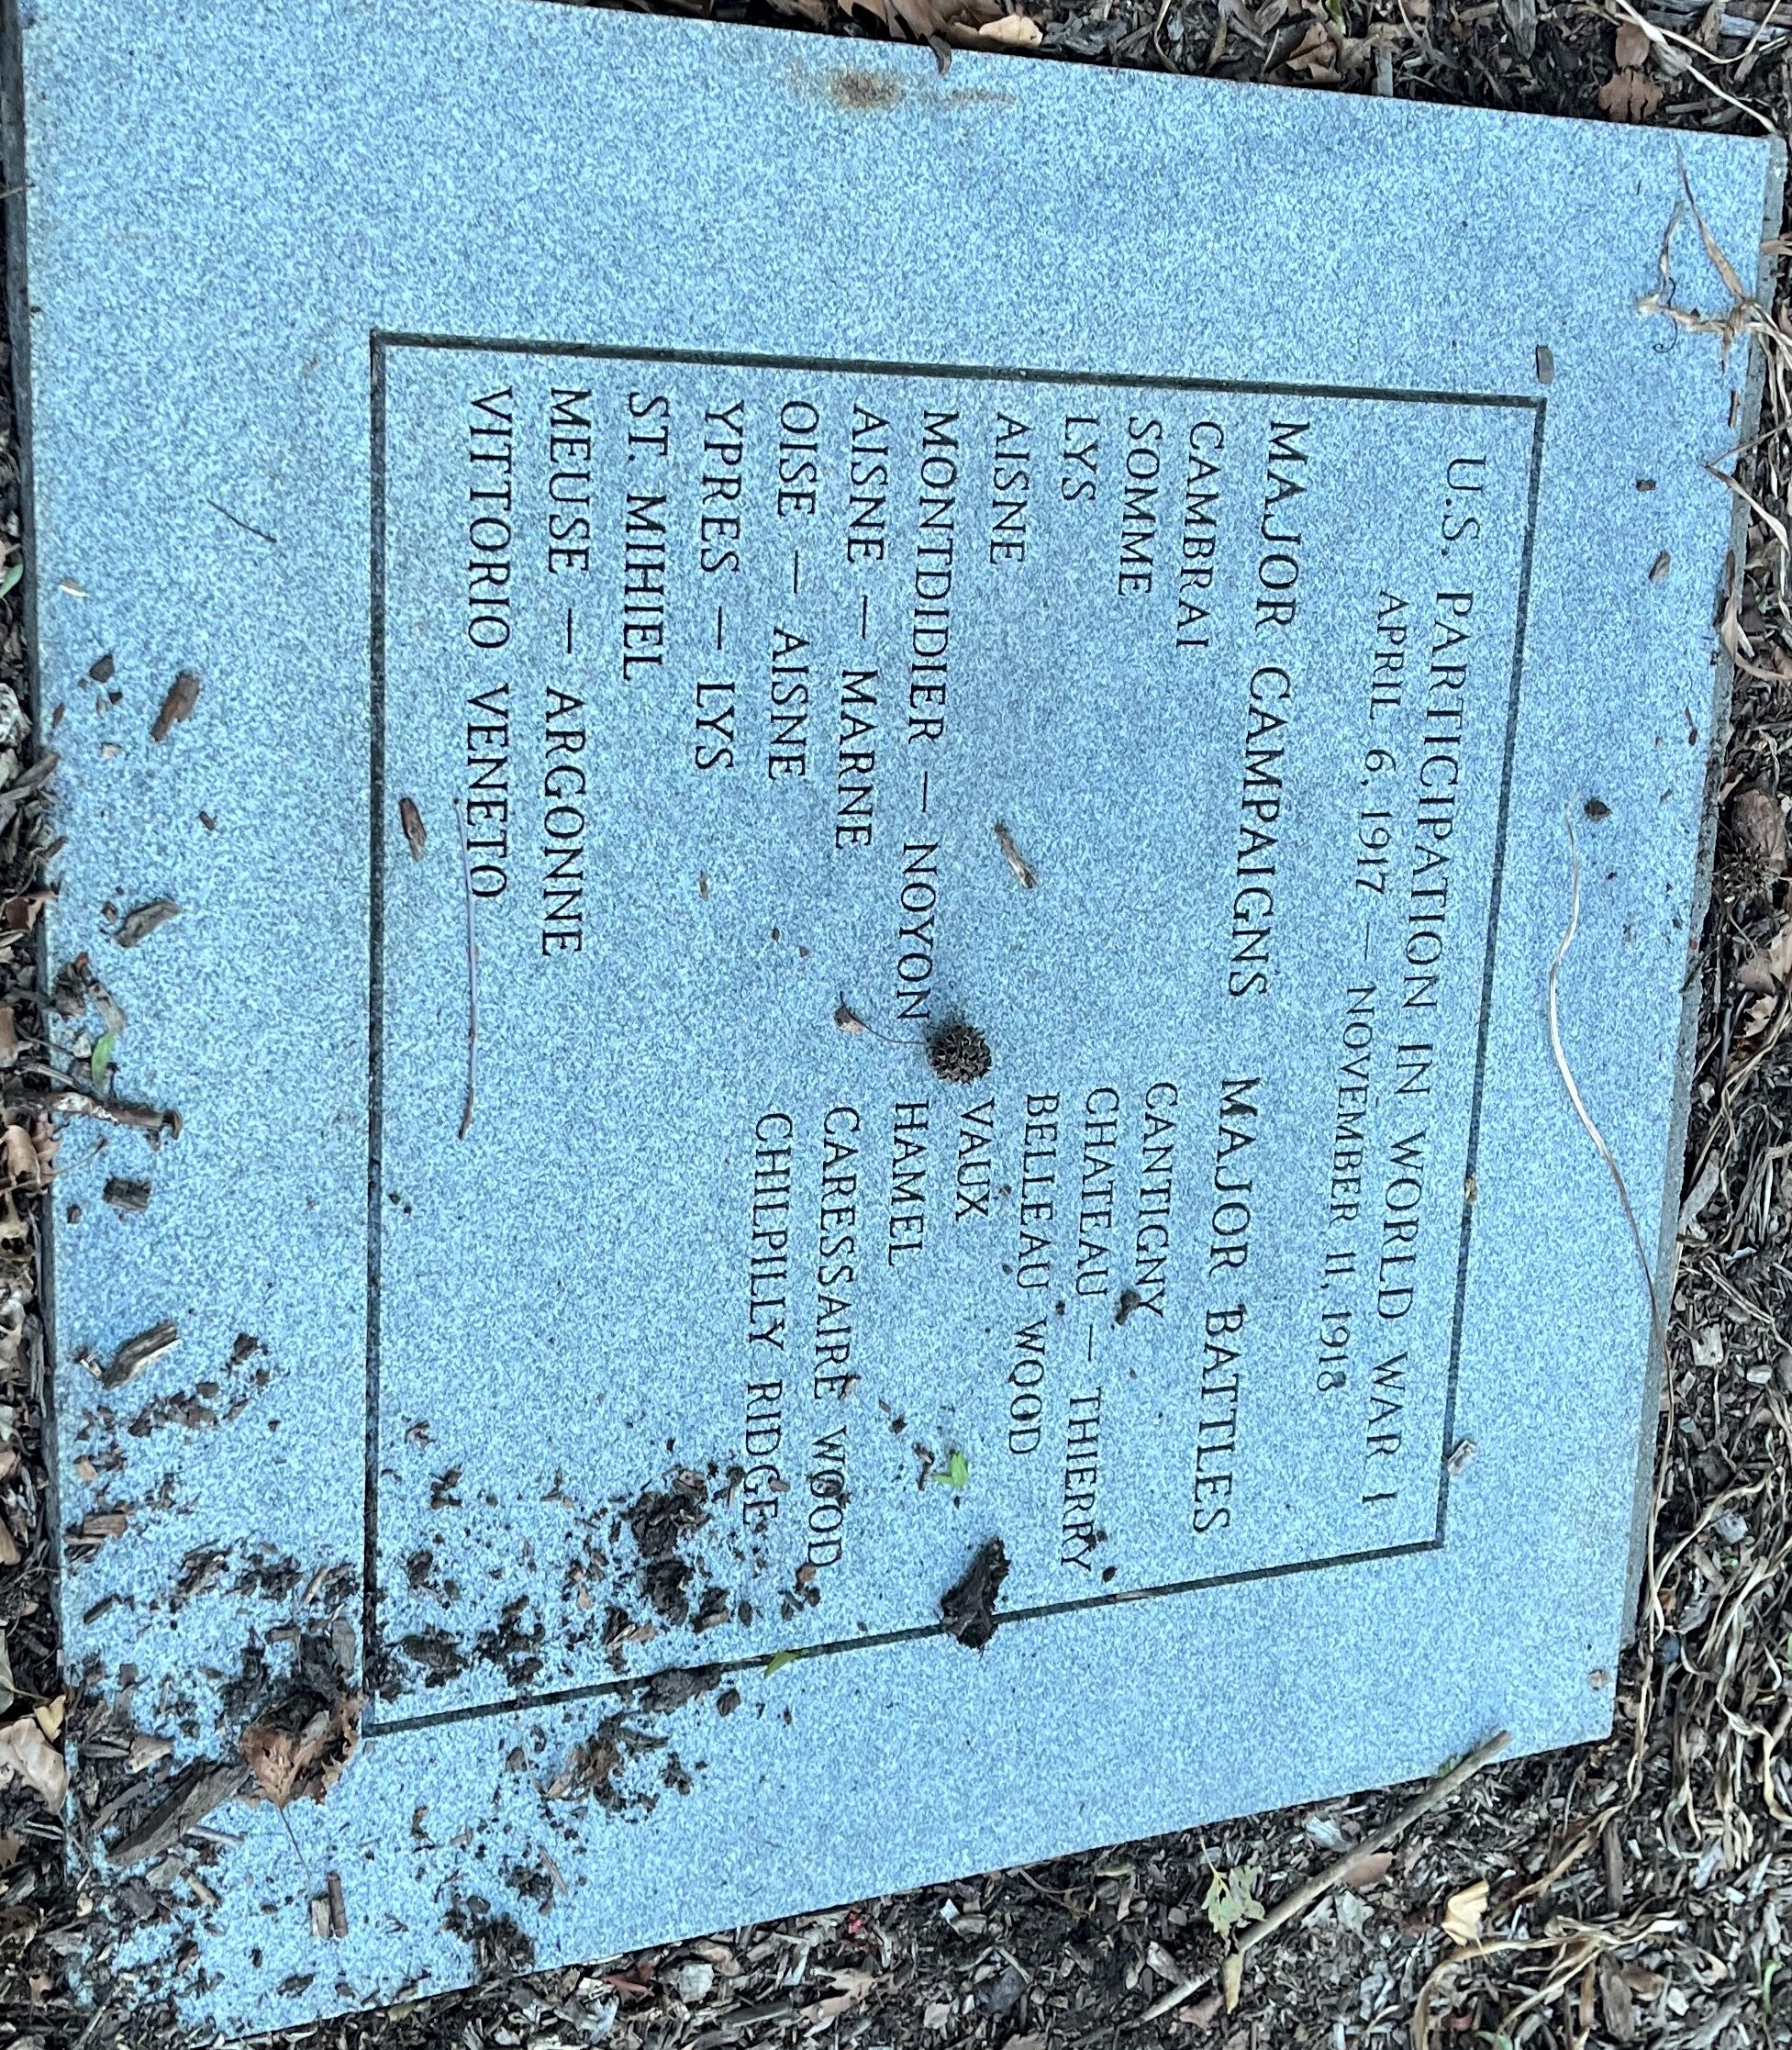 U.S. PARTICIPATION IN WORLD WAR I
APRIL 6, 1917 — NOVEMBER 11, 1918
MAJOR CAMPAIGNS
CAMBRAI
SOMME
LYS
AISNE
MONTDIDIER — NOYON
AISNE — MARNE
OISE — AISNE
YPRES — LYS
ST. MIHIEL
MEUSE — ARGONNE
VITTORIO VENETO
MAJOR BATTLES
CANTIGNY
CHATEAU — THIERRY
BELLEAU WOOD
VAUX
HAMEL
CARESSAIRE WOOD
CHILPILLY RIDGE